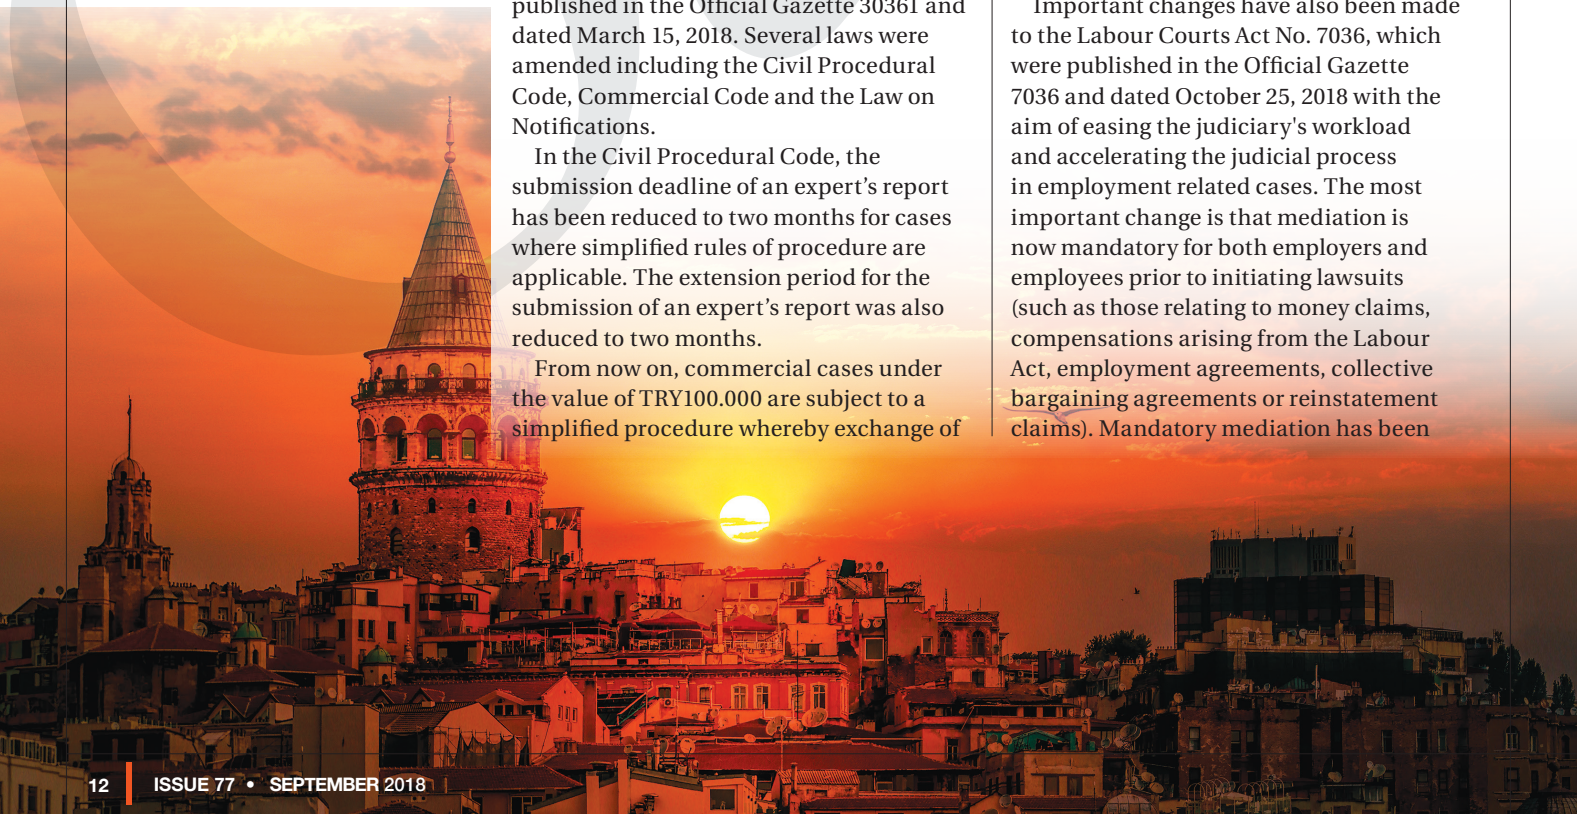 published in the Official Gazette 30361 and
dated March 15, 2018. Several laws were
amended including the Civil Procedural
Code, Commercial Code and the Law on
Notifications.
In the Civil Procedural Code, the
submission deadline of an expert’s report
has been reduced to two months for cases
where simplified rules of procedure are
applicable. The extension period for the
submission of an expert’s report was also
reduced to two months.
From now on, commercial cases under
the value of TRY100.000 are subject to a
simplified procedure whereby exchange of
Important changes have also been made
to the Labour Courts Act No. 7036, which
were published in the Official Gazette
7036 and dated October 25, 2018 with the
aim of easing the judiciary's workload
and accelerating the judicial process
in employment related cases. The most
important change is that mediation is
now mandatory for both employers and
employees prior to initiating lawsuits
(such as those relating to money claims,
compensations arising from the Labour
Act, employment agreements, collective
bargaining agreements or reinstatement
claims). Mandatory mediation has been
12 ISSUE 77 • SEPTEMBER 2018